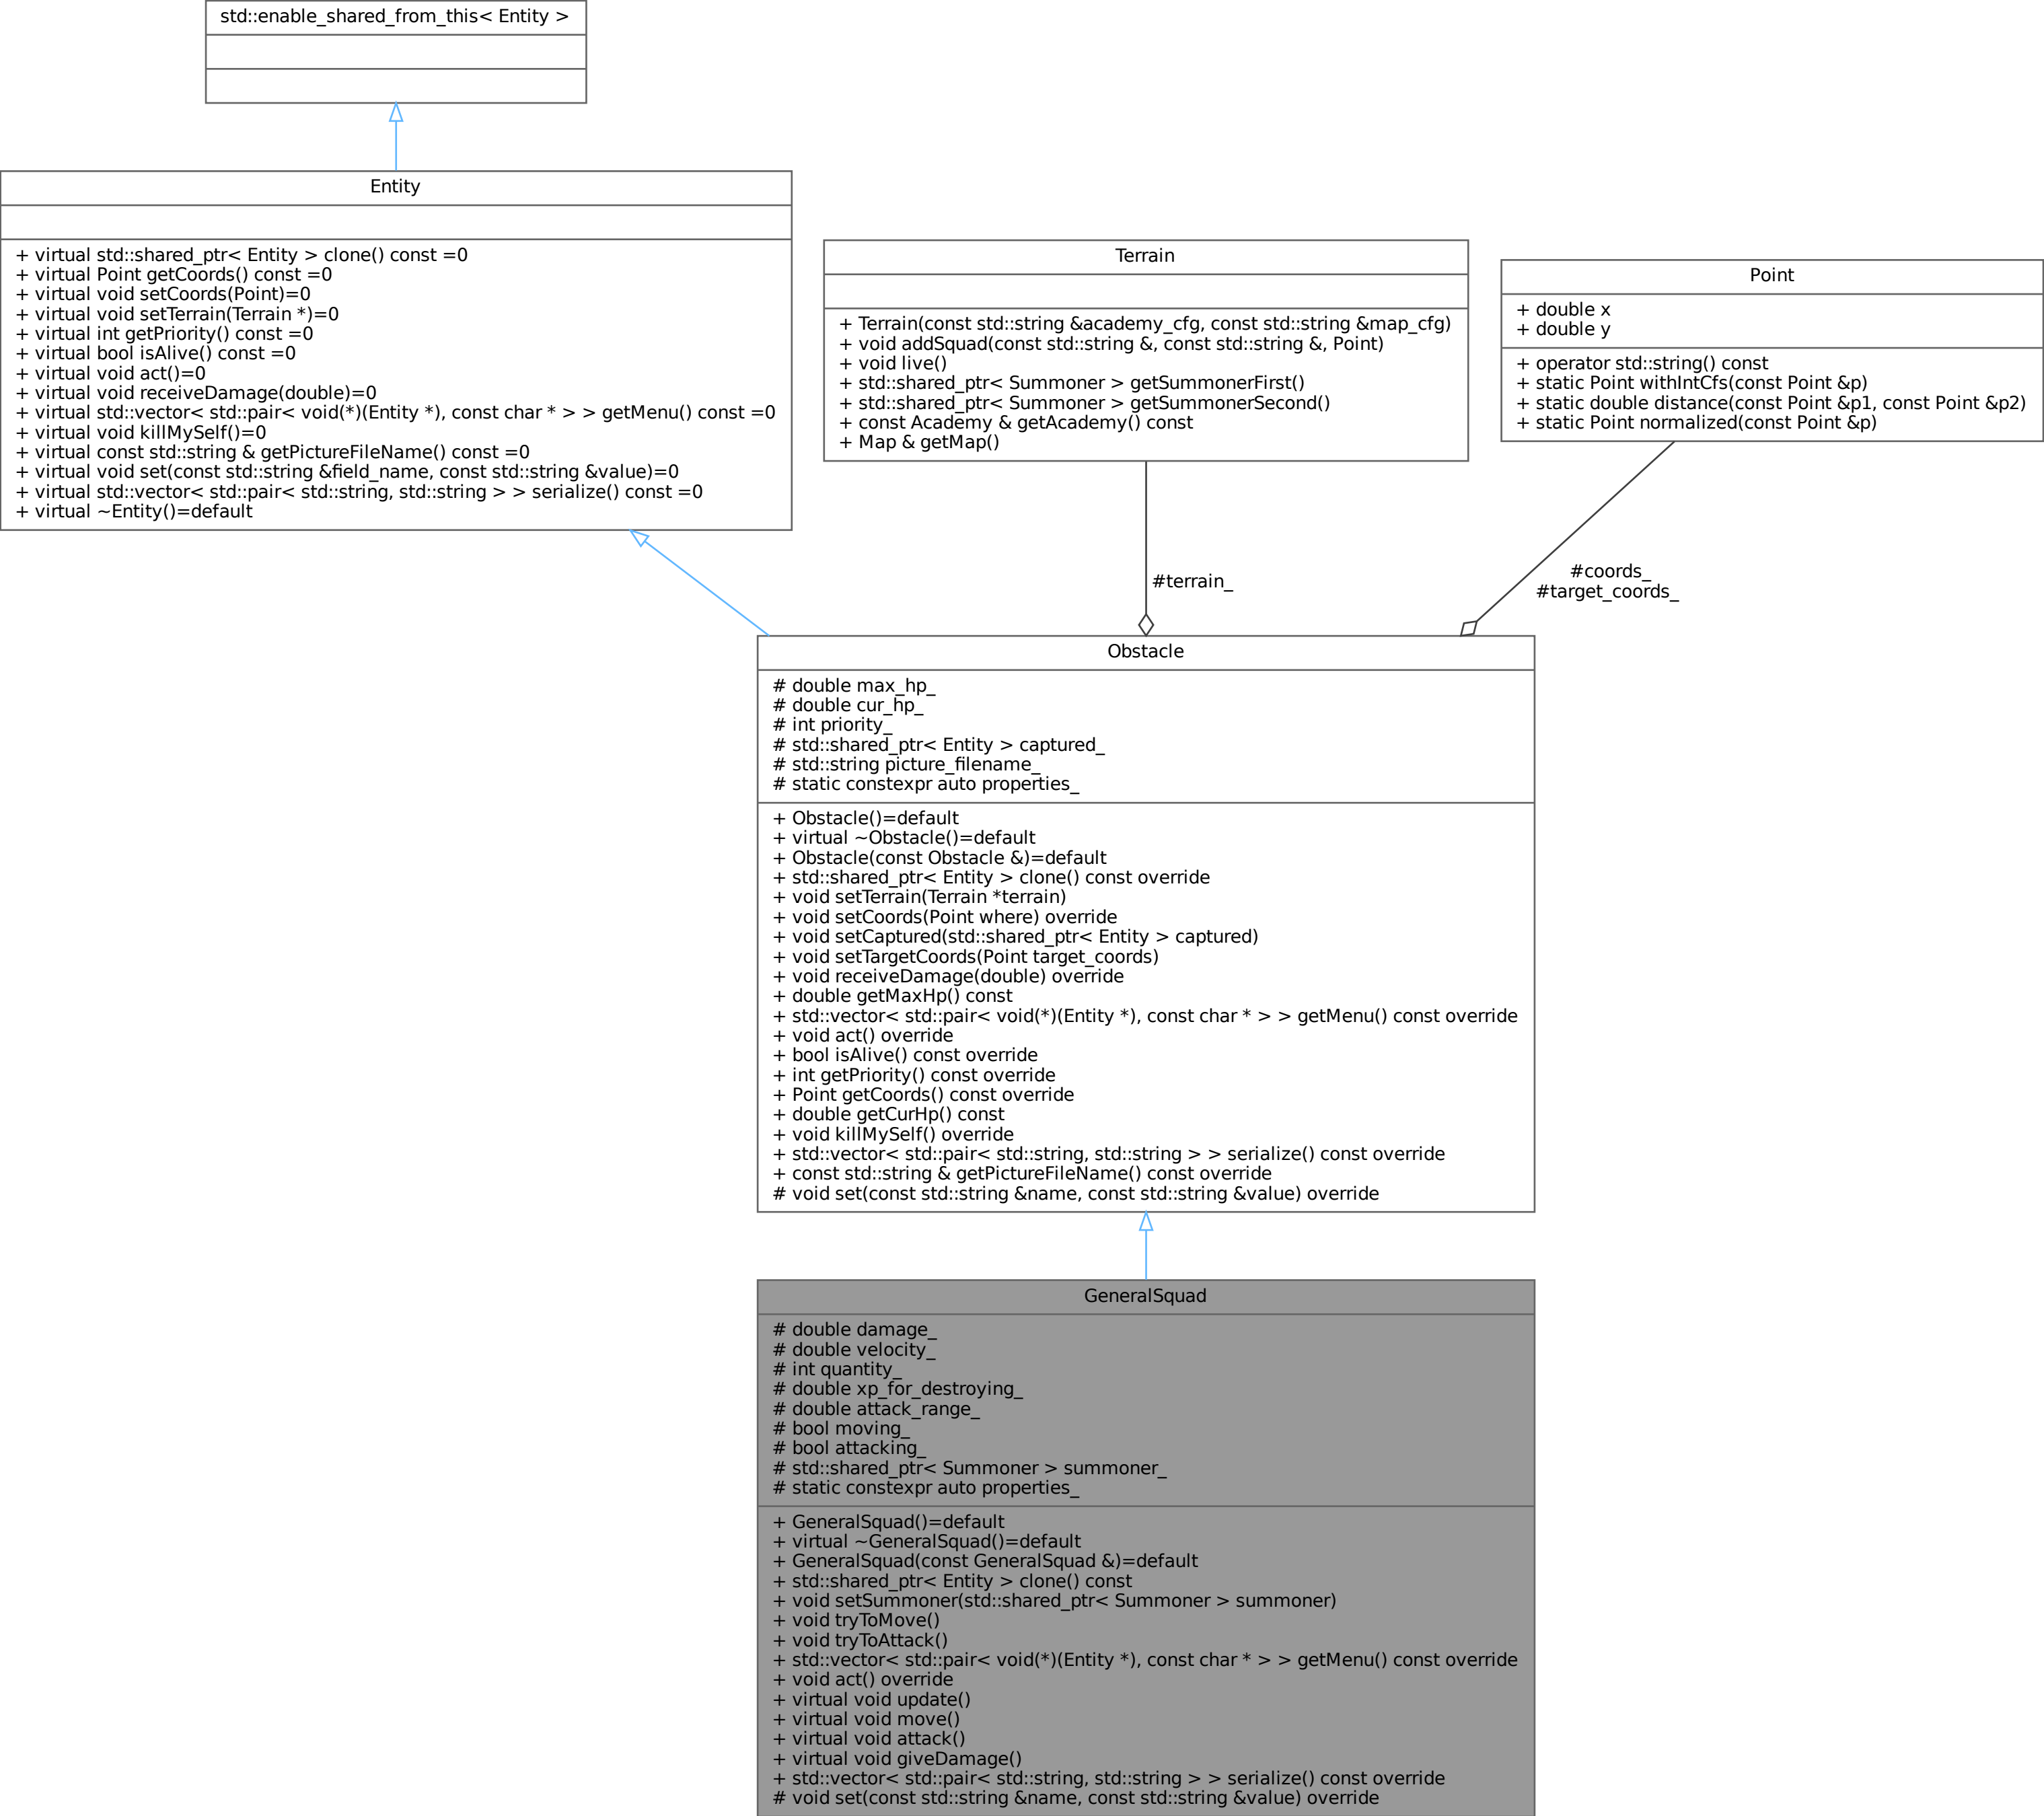 std::enable_shared_from_this< Entity >
Entity
+ virtual std::shared_ptr< Entity > clone() const =0
+ virtual Point getCoords() const =0
+ virtual void setCoords(Point)=0
+ virtual void setTerrain(Terrain *)=0
+ virtual int getPriority() const =0
+ virtual bool isAlive() const =0
+ virtual void act()=0
+ virtual void receiveDamage(double)=0
+ virtual std::vector< std::pair< void(*)(Entity *), const char * > > getMenu() const =0
+ virtual void killMySelf()=0
+ virtual const std::string & getPictureFileName() const =0
+ virtual void set(const std::string &field_name, const std::string &value)=0
+ virtual std::vector< std::pair< std::string, std::string > > serialize() const =0
+ virtual ~Entity()=default
Terrain
+ Terrain(const std::string &academy_cfg, const std::string &map_cfg)
+ void addSquad(const std::string &, const std::string &, Point)
+ void live()
+ std::shared_ptr< Summoner > getSummonerFirst()
+ std::shared_ptr< Summoner > getSummonerSecond()
+ const Academy & getAcademy() const
+ Map & getMap()
Point
+ double x
+ double y
+ operator std::string() const
+ static Point withIntCfs(const Point &p)
+ static double distance(const Point &p1, const Point &p2)
+ static Point normalized(const Point &p)
#terrain_
#coords_
#target_coords_
Obstacle
# double max_hp_
# double cur_hp_
# int priority_
# std::shared_ptr< Entity > captured_
# std::string picture_filename_
# static constexpr auto properties_
+ Obstacle()=default
+ virtual ~Obstacle()=default
+ Obstacle(const Obstacle &)=default
+ std::shared_ptr< Entity > clone() const override
+ void setTerrain(Terrain *terrain)
+ void setCoords(Point where) override
+ void setCaptured(std::shared_ptr< Entity > captured)
+ void setTargetCoords(Point target_coords)
+ void receiveDamage(double) override
+ double getMaxHp() const
+ std::vector< std::pair< void(*)(Entity *), const char * > > getMenu() const override
+ void act() override
+ bool isAlive() const override
+ int getPriority() const override
+ Point getCoords() const override
+ double getCurHp() const
+ void killMySelf() override
+ std::vector< std::pair< std::string, std::string > > serialize() const override
+ const std::string & getPictureFileName() const override
# void set(const std::string &name, const std::string &value) override
GeneralSquad
# double damage_
# double velocity_
# int quantity_
# double xp_for_destroying_
# double attack_range_
# bool moving_
# bool attacking_
# std::shared_ptr< Summoner > summoner_
# static constexpr auto properties_
+ GeneralSquad()=default
+ virtual ~GeneralSquad()=default
+ GeneralSquad(const GeneralSquad &)=default
+ std::shared_ptr< Entity > clone() const
+ void setSummoner(std::shared_ptr< Summoner > summoner)
+ void tryToMove()
+ void tryToAttack()
+ std::vector< std::pair< void(*)(Entity *), const char * > > getMenu() const override
+ void act() override
+ virtual void update()
+ virtual void move()
+ virtual void attack()
+ virtual void giveDamage()
+ std::vector< std::pair< std::string, std::string > > serialize() const override
# void set(const std::string &name, const std::string &value) override